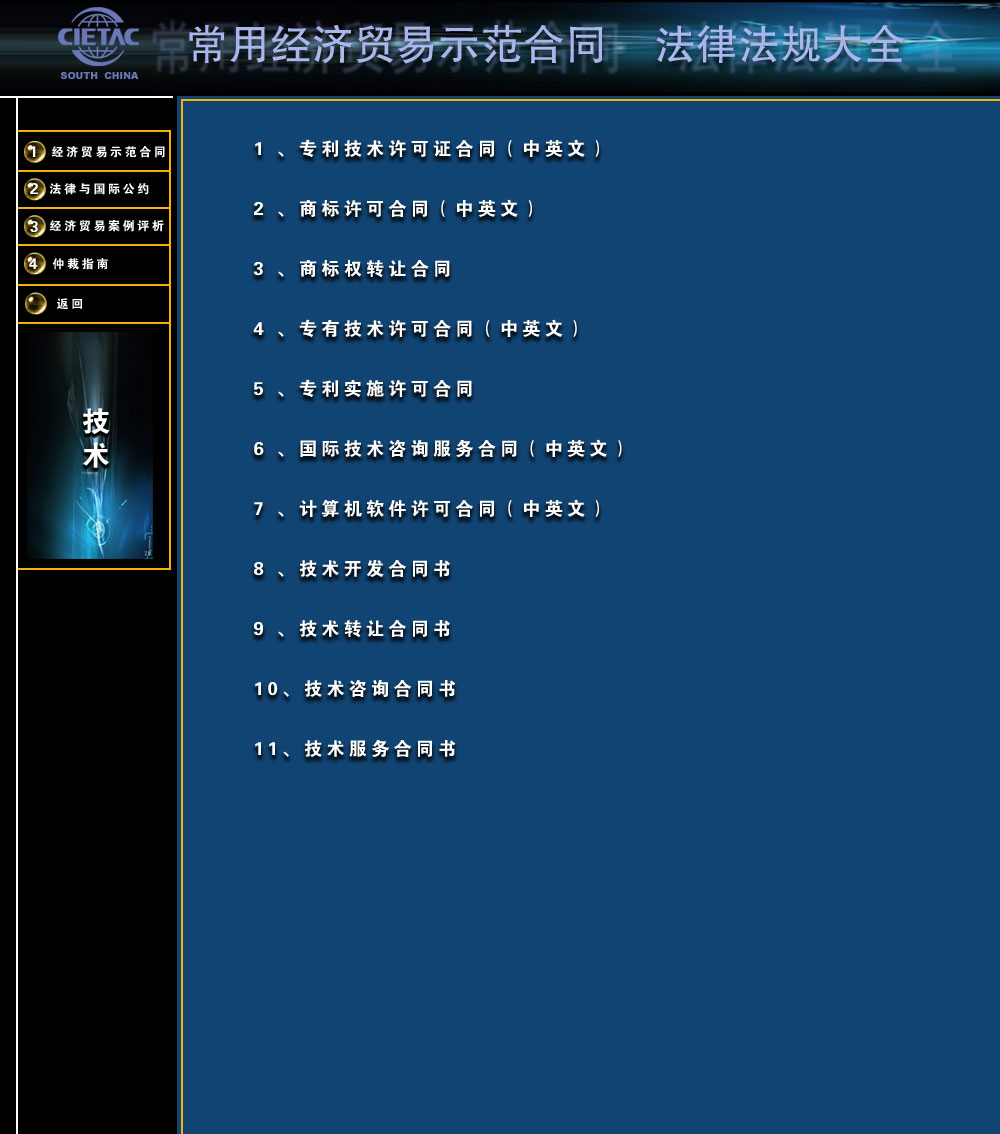 CIETAC
SOUTH CHINA
常用经济贸易示范合同 法律法规大全
1 经济贸易示范合同
2 法律与国际公约
3 经济贸易案例评析
4 仲裁指南
返回
技
术
1 、专利技术许可证合同（中英文）
2 、商标许可合同（中英文）
3 、商标权转让合同
4 、专有技术许可合同（中英文）
5 、专利实施许可合同
6 、国际技术咨询服务合同（中英文）
7 、计算机软件许可合同（中英文）
8 、技术开发合同书
9 、技术转让合同书
10、技术咨询合同书
11、技术服务合同书